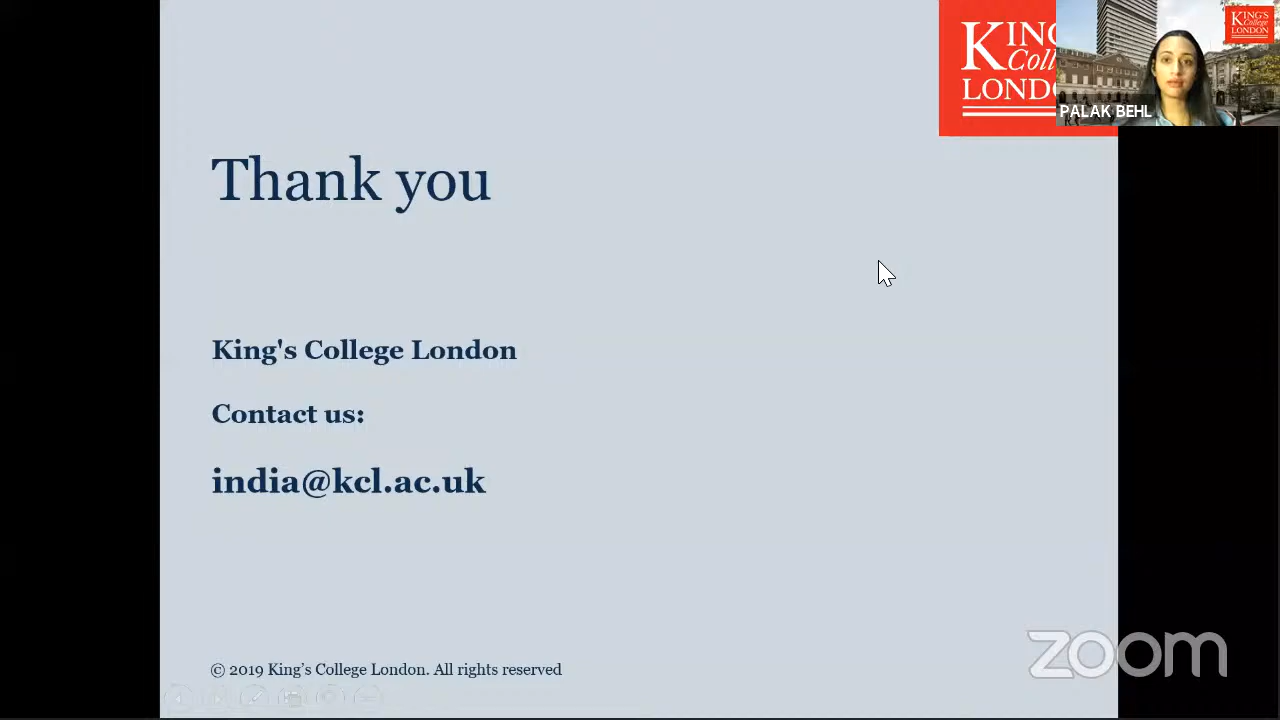 KING'S
College
LONDON
PALAK BEHL
Thank you
King's College London
Contact us:
india@kcl.ac.uk
© 2019 King’s College London. All rights reserved
zoom